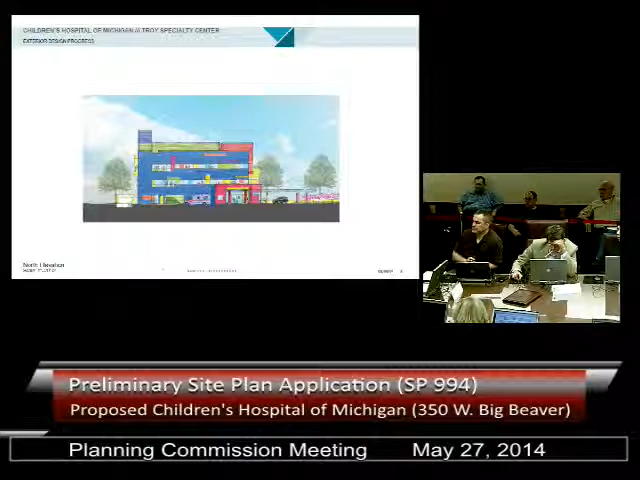 CHILDREN'S HOSPITAL OF MICHIGAN TROY SPECIALTY CENTER
EXTERIOR DESIGN PROGRESS
North Elevation
Preliminary Site Plan Application (SP 994)
Proposed Children's Hospital of Michigan (350 W. Big Beaver)
Planning Commission Meeting May 27, 2014